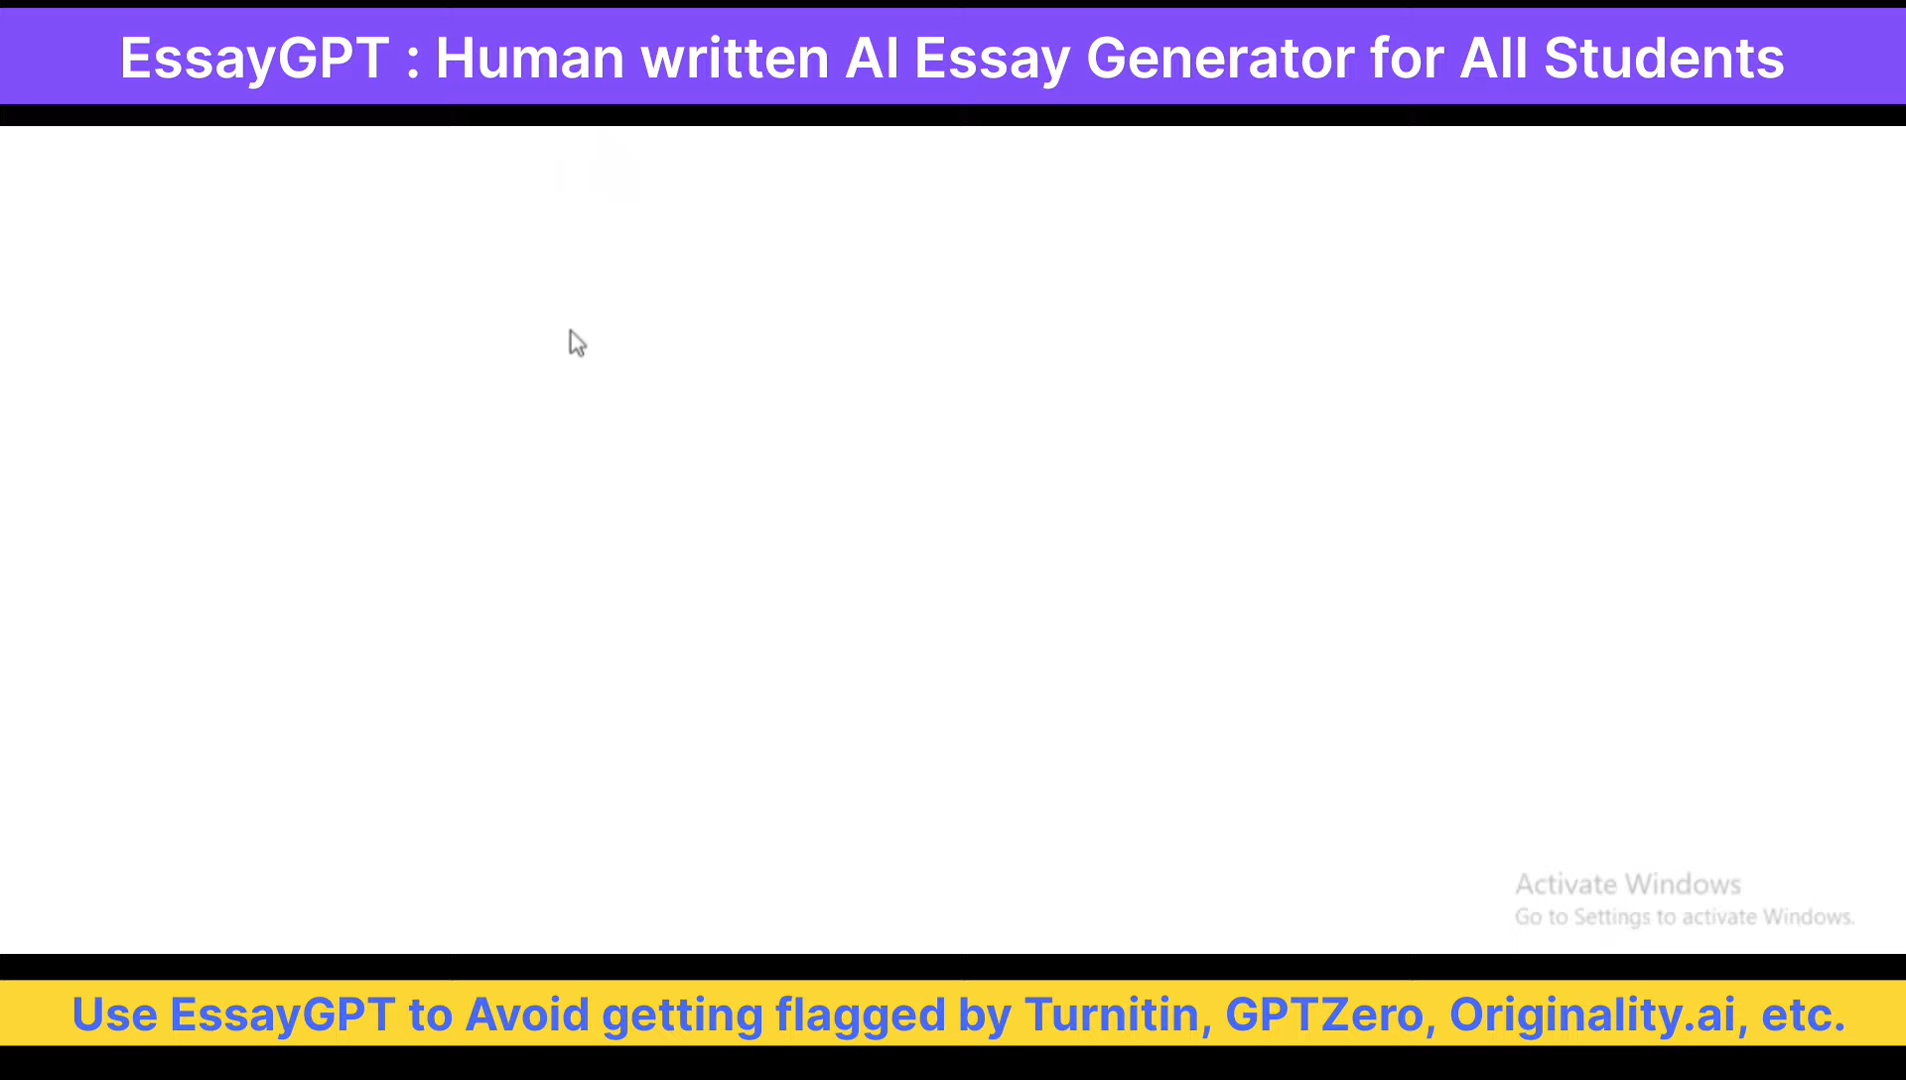 EssayGPT : Human written AI Essay Generator for All Students
Activate Windows
Go to Settings to activate Windows.
Use EssayGPT to Avoid getting flagged by Turnitin, GPTZero, Originality.ai, etc.